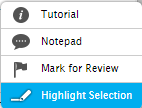 Tutorial
Notepad
Mark for Review
Highlight Selection